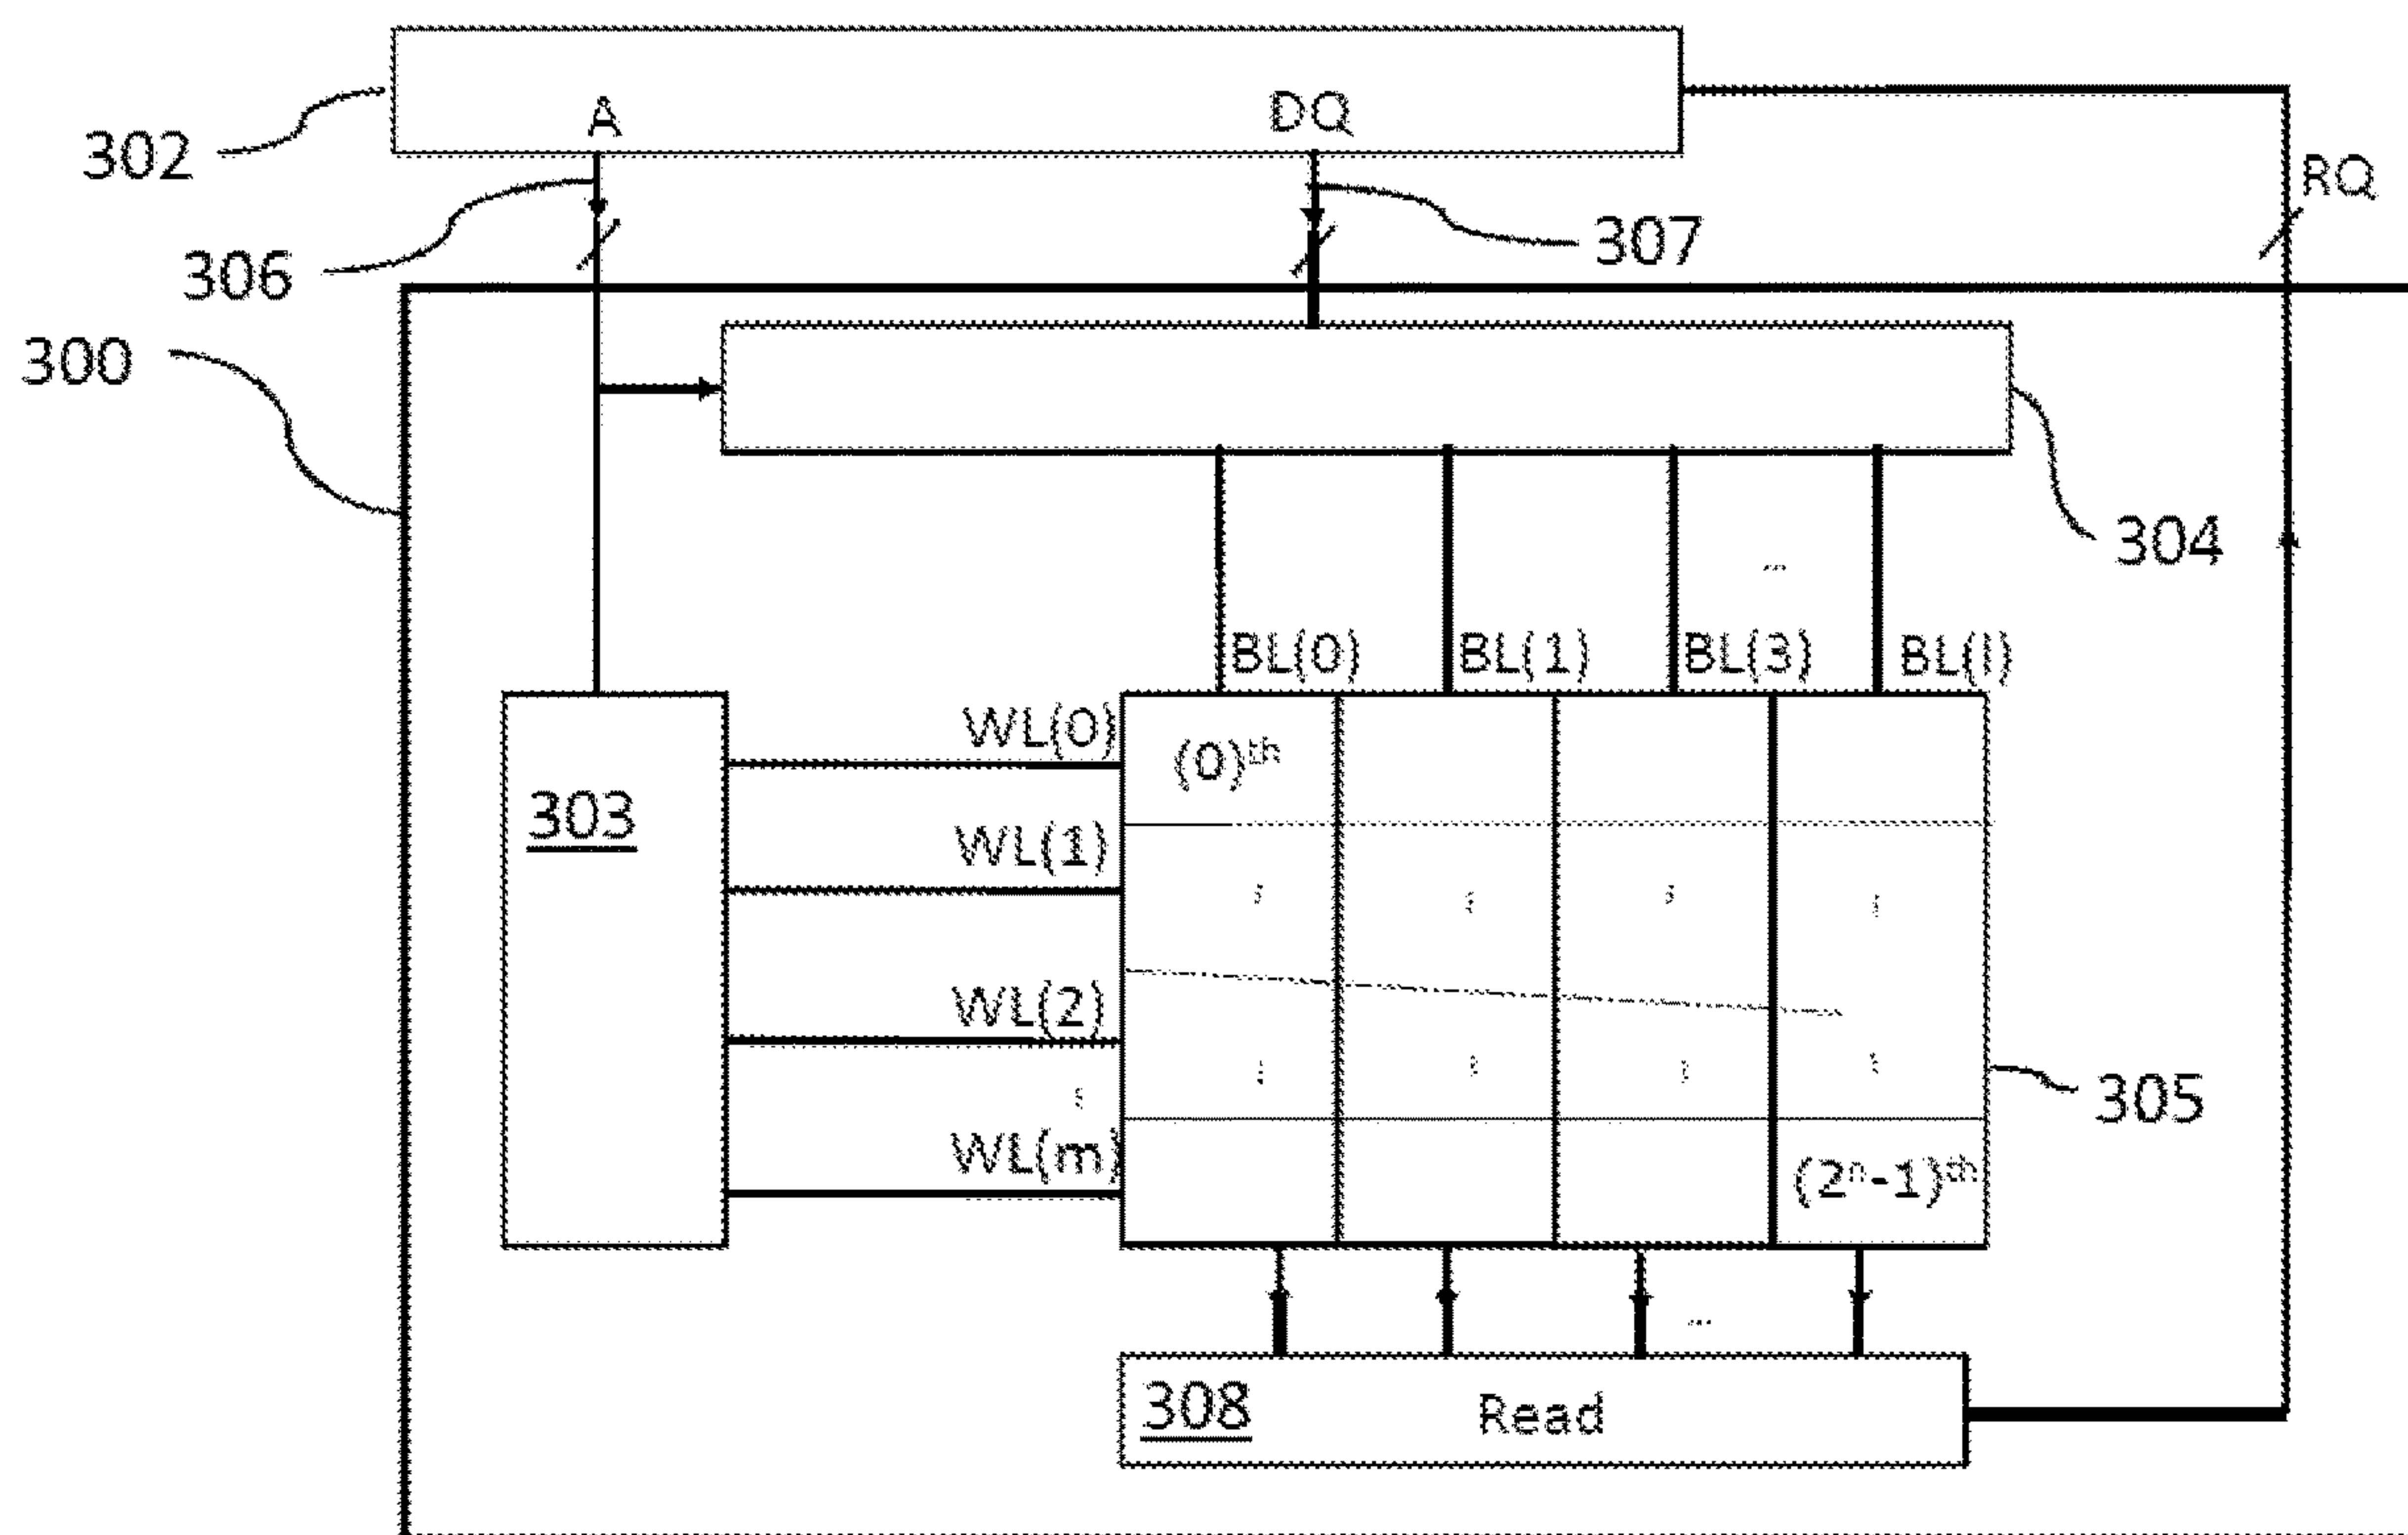 A
DQ
302
RQ
306
307
300
304
BL(0)
BL(1)
BL(3)
BL(l)
WL(0)
(0)th
303
WL(1)
WL(2)
305
WL(m)
(2ⁿ-1)th
308
Read